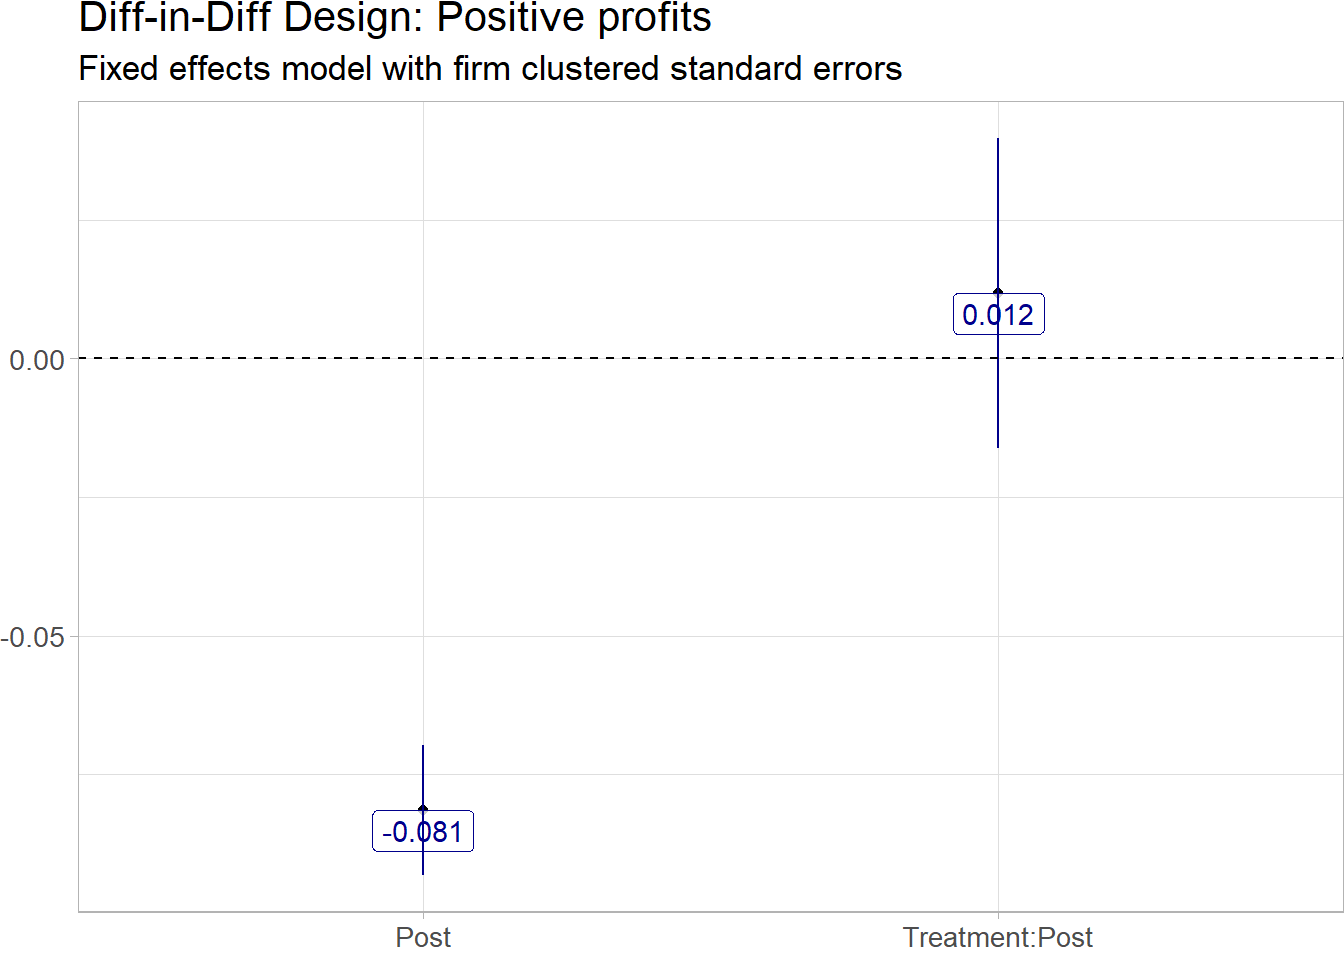 Diff-in-Diff Design: Positive profits
Fixed effects model with firm clustered standard errors
0.012
0.00
-0.05
-0.081
Post
Treatment:Post